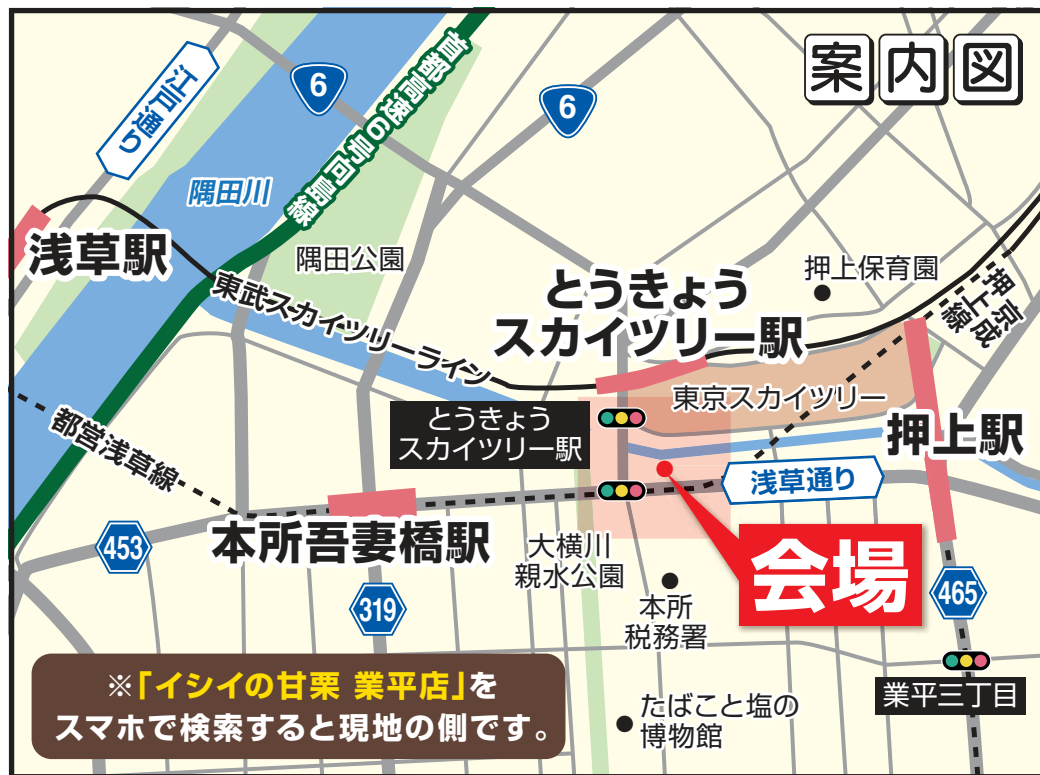 案内図
江戸通り
6
首都高速6号向島線
6
隅田川
浅草駅
隅田公園
とうきょう
スカイツリー駅
押上保育園
京成
押上線
東武スカイツリーライン
東京スカイツリー
とうきょう
スカイツリー駅
押上駅
都営浅草線
浅草通り
453
本所吾妻橋駅
大横川
親水公園
会場
319
本所
税務署
465
業平三丁目
※「イシイの甘栗 業平店」を
スマホで検索すると現地の側です。
たばこと塩の
博物館